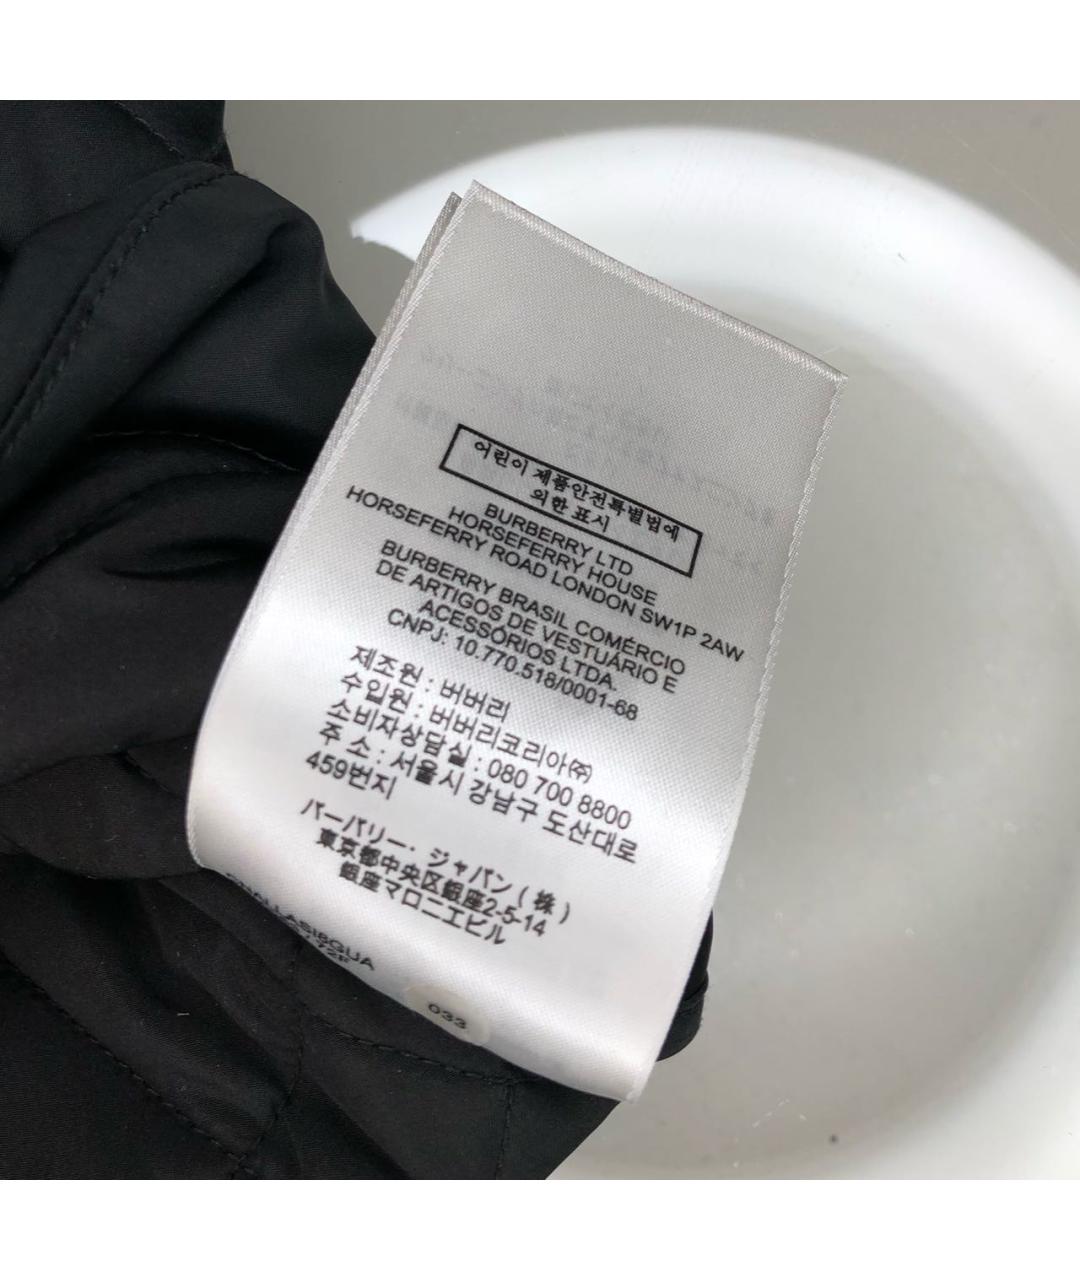 어린이 제품안전특별법에
의한 표시
BURBERRY LTD
HORSEFERRY HOUSE
HORSEFERRY ROAD LONDON SW1P 2AW
BURBERRY BRASIL COMÉRCIO
DE ARTIGOS DE VESTUÁRIO E
ACESSÓRIOS LTDA.
CNPJ: 10.770.518/0001-68
제조원 : 버버리
수입원 : 버버리코리아㈜
소비자상담실 : 080 700 8800
주 소 : 서울시 강남구 도산대로
459번지
バーバリー・ジャパン(株)
東京都中央区銀座2-5-14
銀座マロニエビル
033